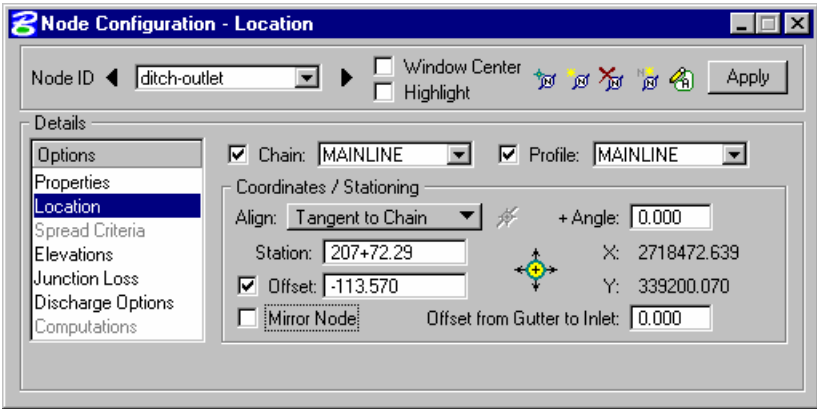 Node Configuration - Location
Node ID ditch-outlet Window Center Apply
Highlight
Details
Options Chain: MAINLINE Profile: MAINLINE
Properties Coordinates / Stationing
Location Align: Tangent to Chain + Angle: 0.000
Spread Criteria
Elevations Station: 207+72.29 X: 2718472.639
Junction Loss Offset: -113.570 Y: 339200.070
Discharge Options
Computations Mirror Node Offset from Gutter to Inlet: 0.000